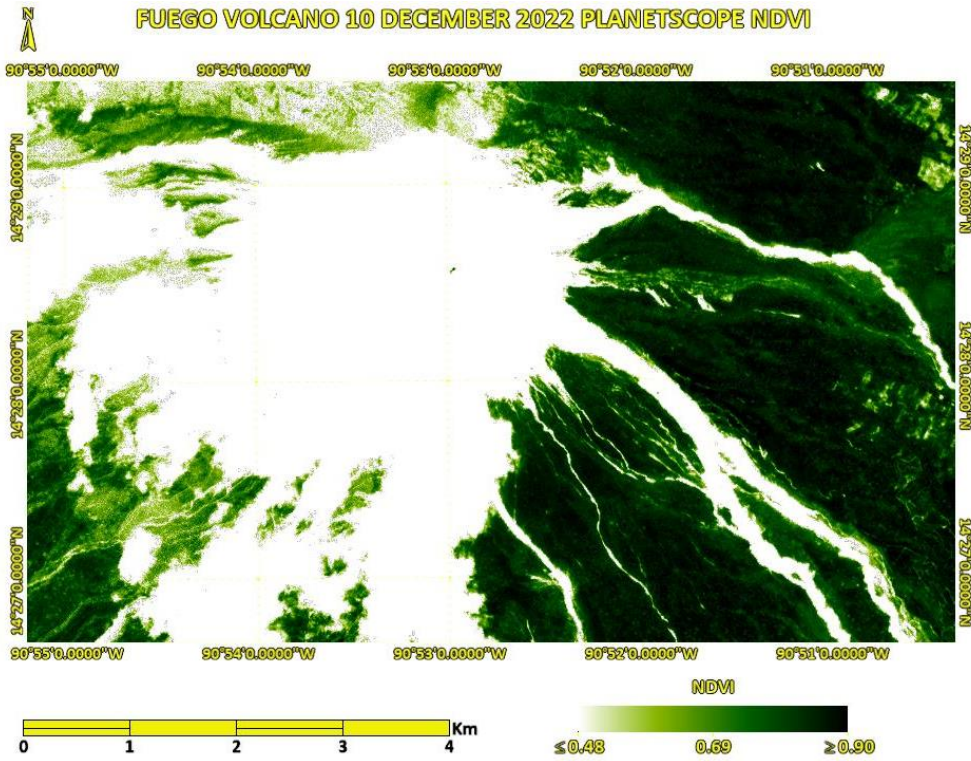 FUEGO VOLCANO 10 DECEMBER 2022 PLANETSCOPE NDVI
N
90°55'0.0000"W 90°54'0.0000"W 90°53'0.0000"W 90°52'0.0000"W 90°51'0.0000"W
14°29'0.0000"N
14°28'0.0000"N
14°27'0.0000"N
14°29'0.0000"N
14°28'0.0000"N
14°27'0.0000"N
90°55'0.0000"W 90°54'0.0000"W 90°53'0.0000"W 90°52'0.0000"W 90°51'0.0000"W
NDVI
Km
0 1 2 3 4
≤ 0.48 0.69 ≥ 0.90